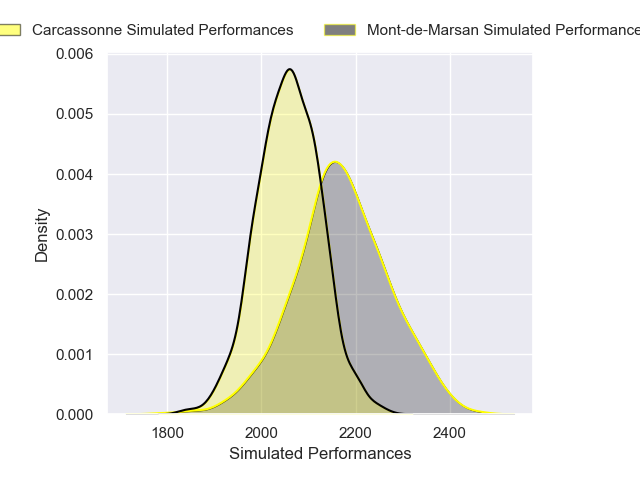 Carcassonne Simulated Performances Mont-de-Marsan Simulated Performance
0.006
0.005
0.004
0.003
0.002
0.001
0.000
Density
1800 2000 2200 2400
Simulated Performances